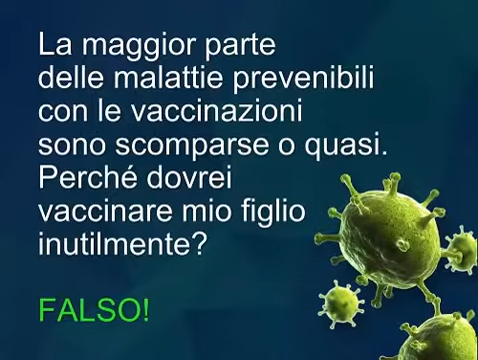 La maggior parte
delle malattie prevenibili
con le vaccinazioni
sono scomparse o quasi.
Perché dovrei
vaccinare mio figlio
inutilmente?
FALSO!